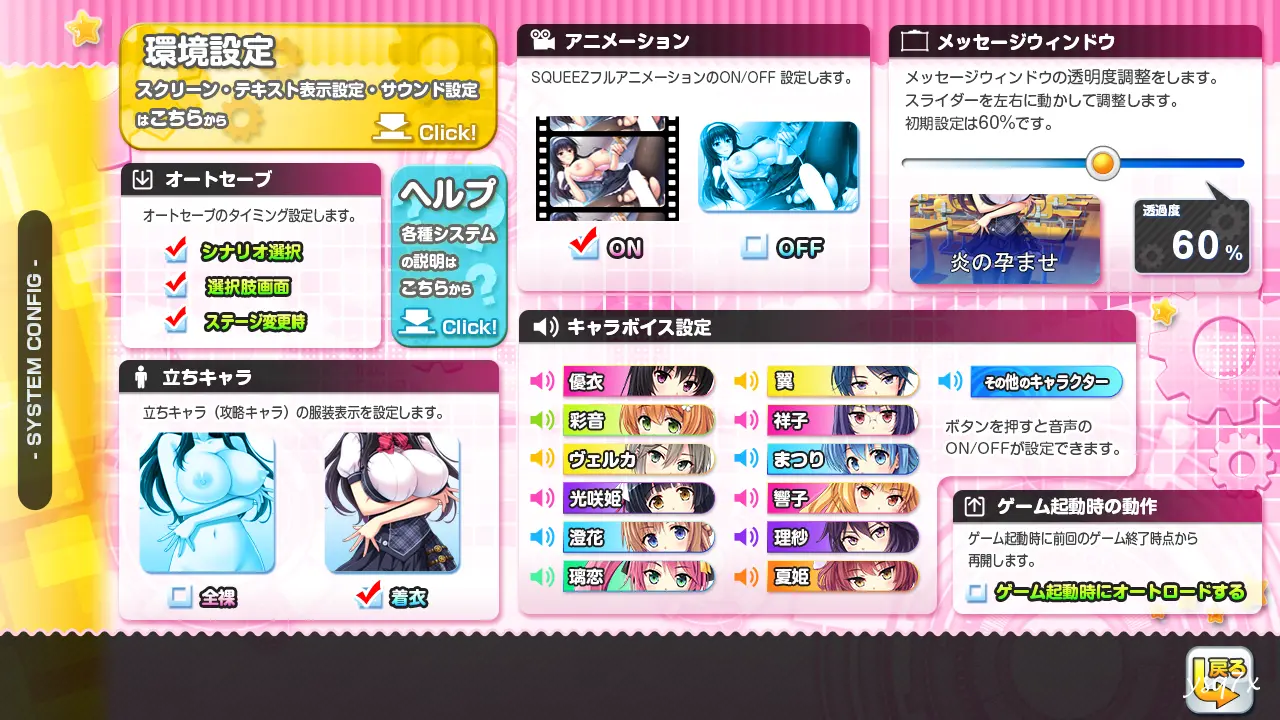 - SYSTEM CONFIG -
環境設定
スクリーン・テキスト表示設定・サウンド設定
はこちらから
Click!
オートセーブ
オートセーブのタイミング設定します。
シナリオ選択
選択肢画面
ステージ変更時
ヘルプ
各種システム
の説明は
こちらから
Click!
立ちキャラ
立ちキャラ（攻略キャラ）の服装表示を設定します。
全裸
着衣
アニメーション
SQUEEZフルアニメーションのON/OFF 設定します。
ON
OFF
メッセージウィンドウ
メッセージウィンドウの透明度調整をします。
スライダーを左右に動かして調整します。
初期設定は60%です。
炎の孕ませ
透過度
60 %
キャラボイス設定
優衣
彩音
ヴェルカ
光咲姫
澄花
璃恋
翼
祥子
まつり
響子
理紗
夏姫
その他のキャラクター
ボタンを押すと音声の
ON/OFFが設定できます。
ゲーム起動時の動作
ゲーム起動時に前回のゲーム終了時点から
再開します。
ゲーム起動時にオートロードする
戻る